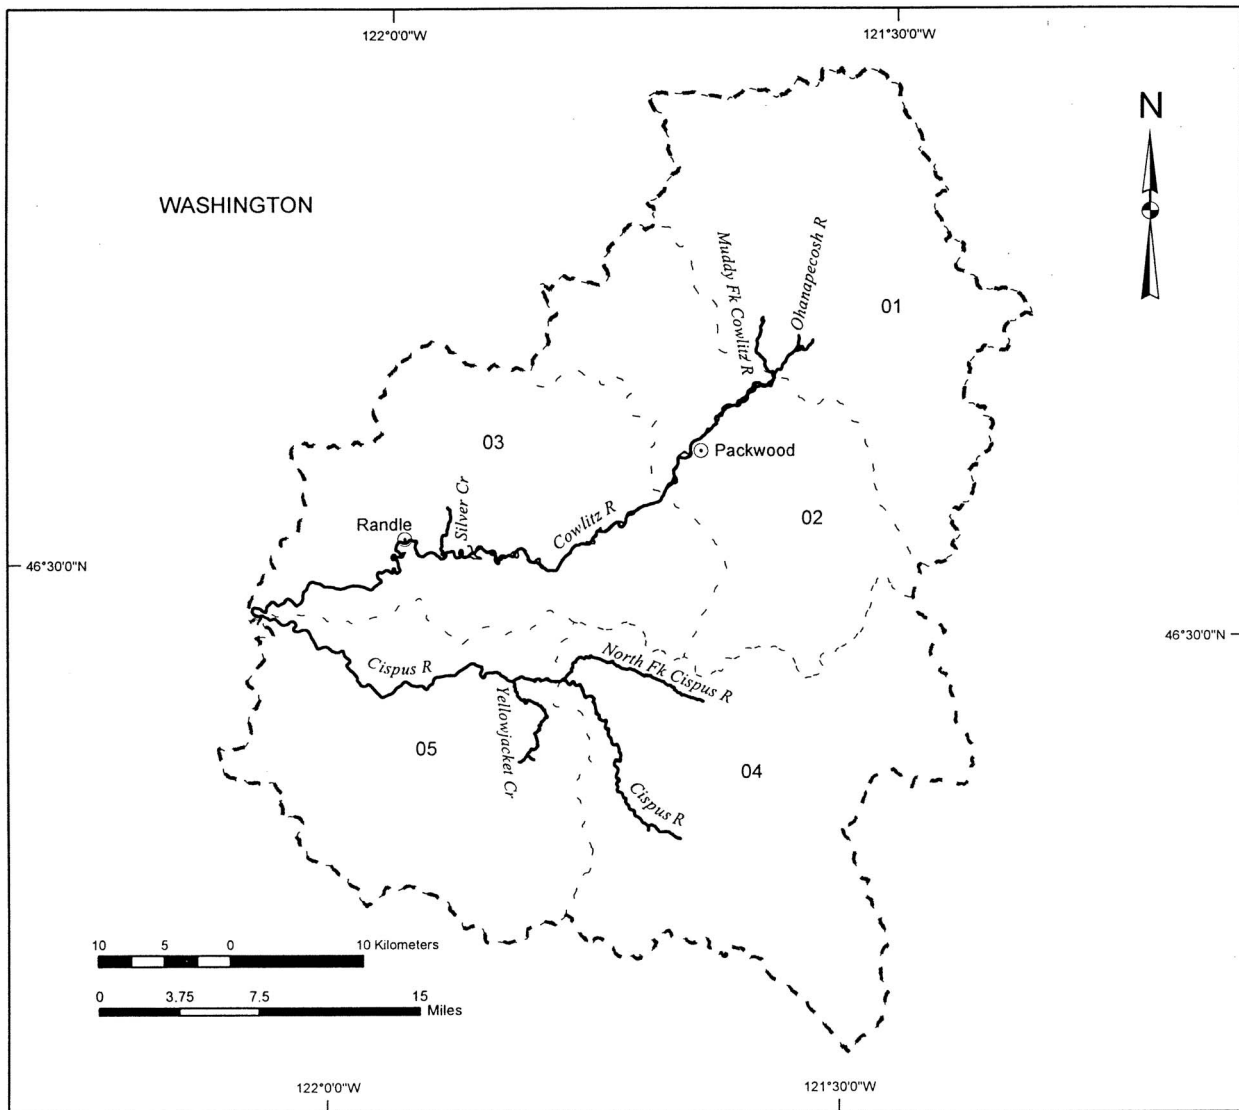 122°0'0"W
121°30'0"W
N
WASHINGTON
Muddy Fk Cowlitz R
Ohanapecosh R
01
03
Packwood
Silver Cr
Cowlitz R
02
Randle
46°30'0"N
46°30'0"N
Cispus R
North Fk Cispus R
Yellowjacket Cr
05
04
Cispus R
10 5 0 10 Kilometers
0 3.75 7.5 15
Miles
122°0'0"W
121°30'0"W